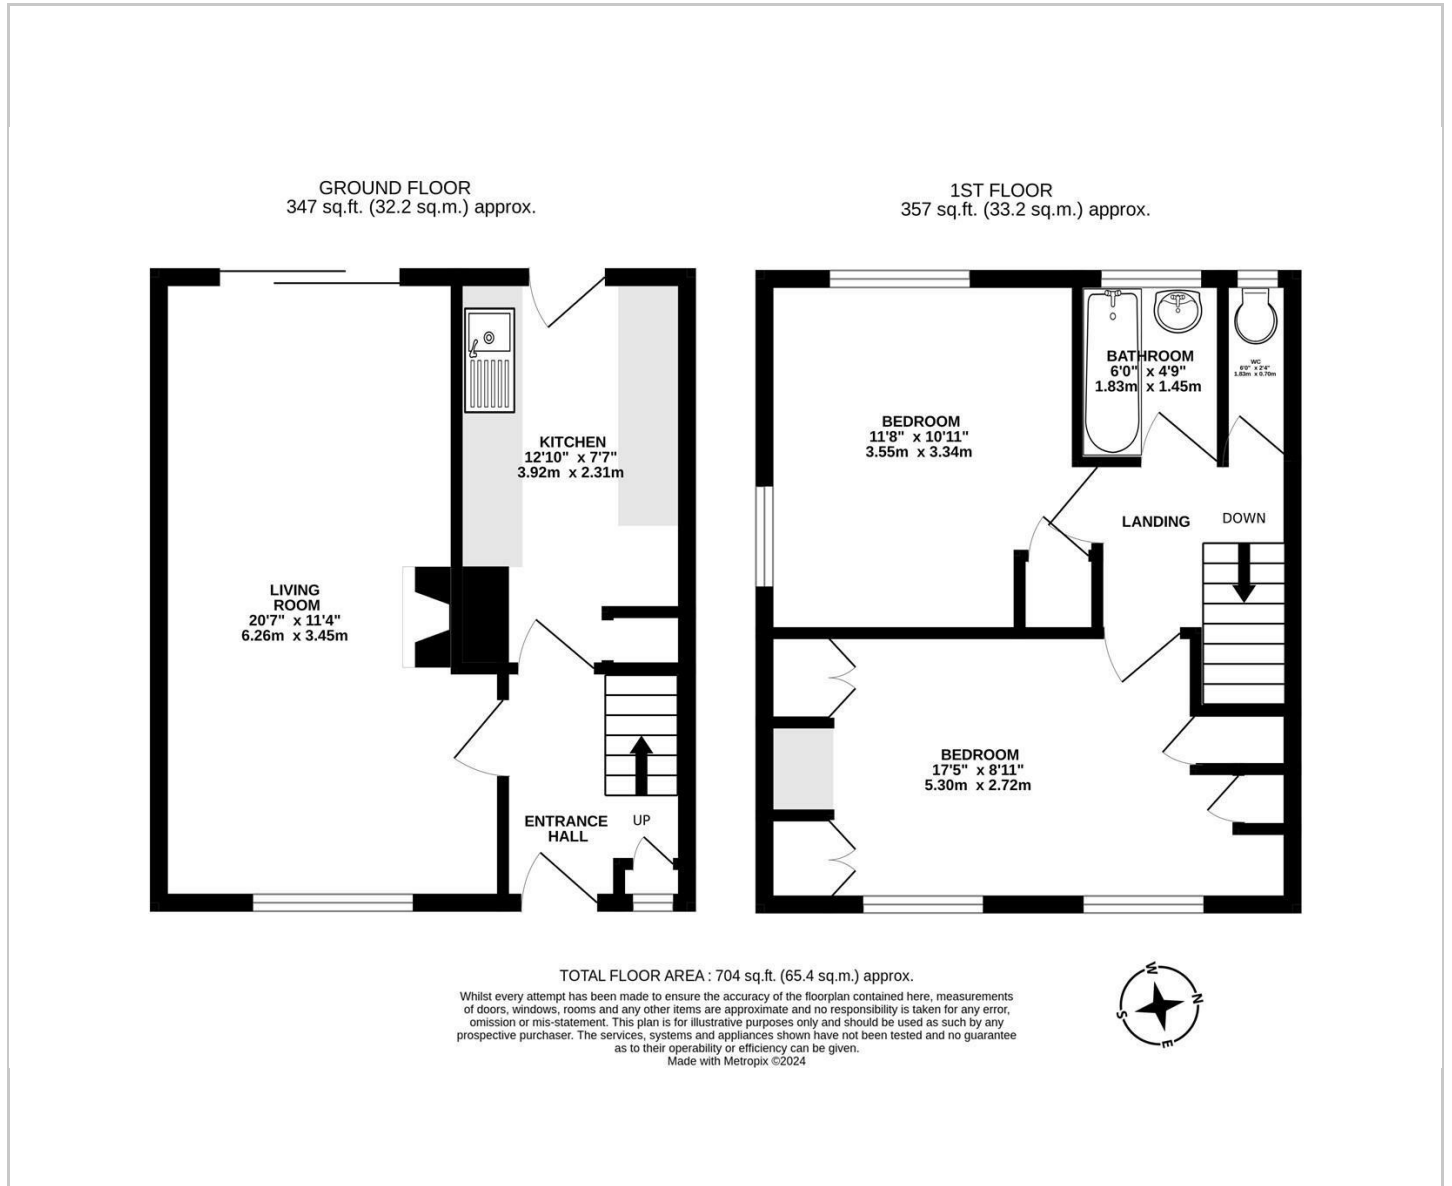 GROUND FLOOR
347 sq.ft. (32.2 sq.m.) approx.
1ST FLOOR
357 sq.ft. (33.2 sq.m.) approx.
KITCHEN
12'10" x 7'7"
3.92m x 2.31m
LIVING
ROOM
20'7" x 11'4"
6.26m x 3.45m
ENTRANCE
HALL
UP
BATHROOM
6'0" x 4'9"
1.83m x 1.45m
WC
6'0" x 2'4"
1.83m x 0.70m
BEDROOM
11'8" x 10'11"
3.55m x 3.34m
LANDING
DOWN
BEDROOM
17'5" x 8'11"
5.30m x 2.72m
TOTAL FLOOR AREA : 704 sq.ft. (65.4 sq.m.) approx.
Whilst every attempt has been made to ensure the accuracy of the floorplan contained here, measurements
of doors, windows, rooms and any other items are approximate and no responsibility is taken for any error,
omission or mis-statement. This plan is for illustrative purposes only and should be used as such by any
prospective purchaser. The services, systems and appliances shown have not been tested and no guarantee
as to their operability or efficiency can be given.
Made with Metropix ©2024
W
N
S
E